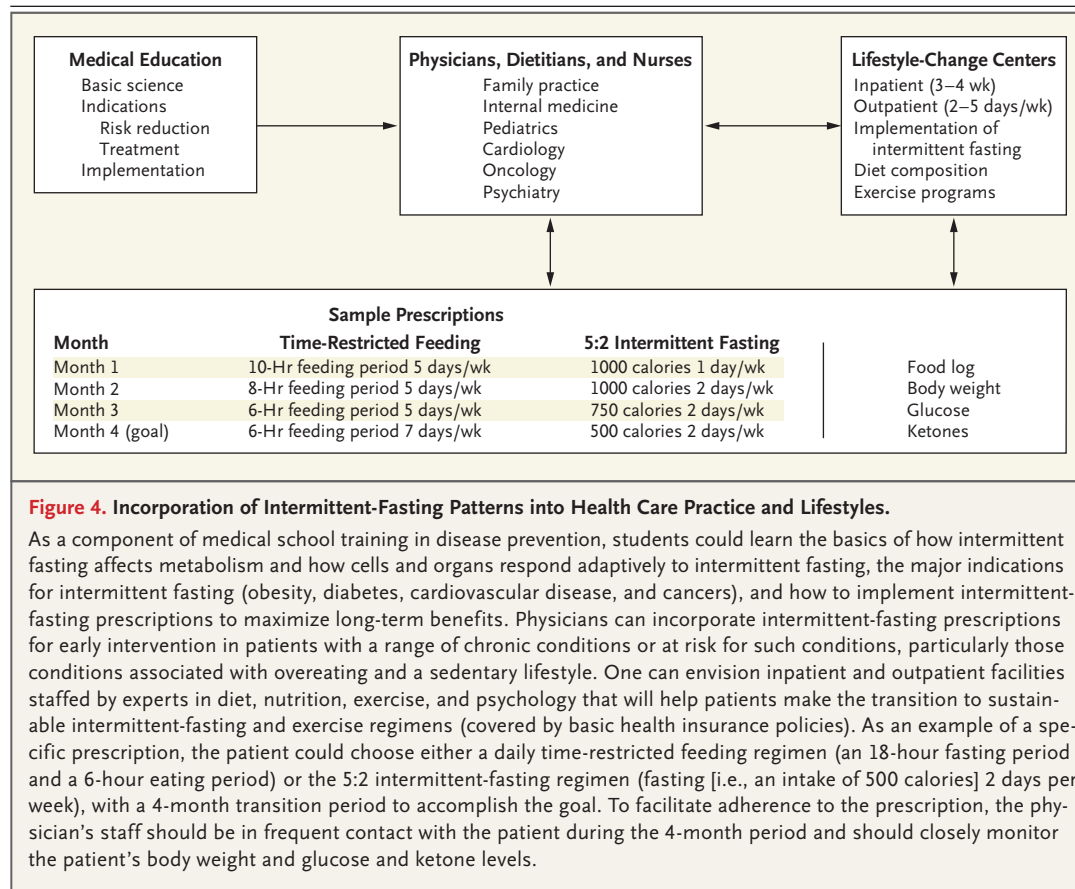 Medical Education
Basic science
Indications
Risk reduction
Treatment
Implementation
Physicians, Dietitians, and Nurses
Family practice
Internal medicine
Pediatrics
Cardiology
Oncology
Psychiatry
Lifestyle-Change Centers
Inpatient (3–4 wk)
Outpatient (2–5 days/wk)
Implementation of
intermittent fasting
Diet composition
Exercise programs
Sample Prescriptions
Month Time-Restricted Feeding 5:2 Intermittent Fasting
Month 1 10-Hr feeding period 5 days/wk 1000 calories 1 day/wk Food log
Month 2 8-Hr feeding period 5 days/wk 1000 calories 2 days/wk Body weight
Month 3 6-Hr feeding period 5 days/wk 750 calories 2 days/wk Glucose
Month 4 (goal) 6-Hr feeding period 7 days/wk 500 calories 2 days/wk Ketones
Figure 4. Incorporation of Intermittent-Fasting Patterns into Health Care Practice and Lifestyles.
As a component of medical school training in disease prevention, students could learn the basics of how intermittent
fasting affects metabolism and how cells and organs respond adaptively to intermittent fasting, the major indications
for intermittent fasting (obesity, diabetes, cardiovascular disease, and cancers), and how to implement intermittent-
fasting prescriptions to maximize long-term benefits. Physicians can incorporate intermittent-fasting prescriptions
for early intervention in patients with a range of chronic conditions or at risk for such conditions, particularly those
conditions associated with overeating and a sedentary lifestyle. One can envision inpatient and outpatient facilities
staffed by experts in diet, nutrition, exercise, and psychology that will help patients make the transition to sustain-
able intermittent-fasting and exercise regimens (covered by basic health insurance policies). As an example of a spe-
cific prescription, the patient could choose either a daily time-restricted feeding regimen (an 18-hour fasting period
and a 6-hour eating period) or the 5:2 intermittent-fasting regimen (fasting [i.e., an intake of 500 calories] 2 days per
week), with a 4-month transition period to accomplish the goal. To facilitate adherence to the prescription, the phy-
sician's staff should be in frequent contact with the patient during the 4-month period and should closely monitor
the patient's body weight and glucose and ketone levels.